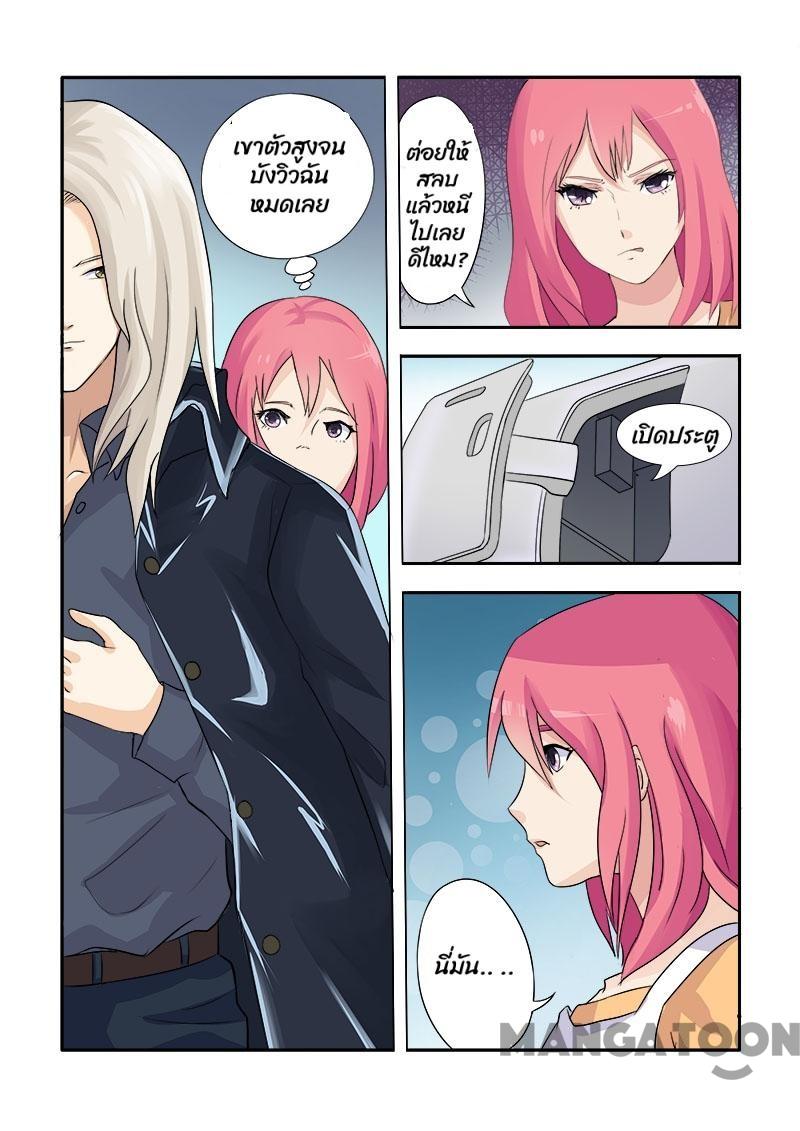 เขาตัวสูงจน
บังวิวฉัน
หมดเลย
ต่อยให้
สลบ
แล้วหนี
ไปเลย
ดีไหม?
เปิดประตู
นี่มัน.. ..
MANGATOON